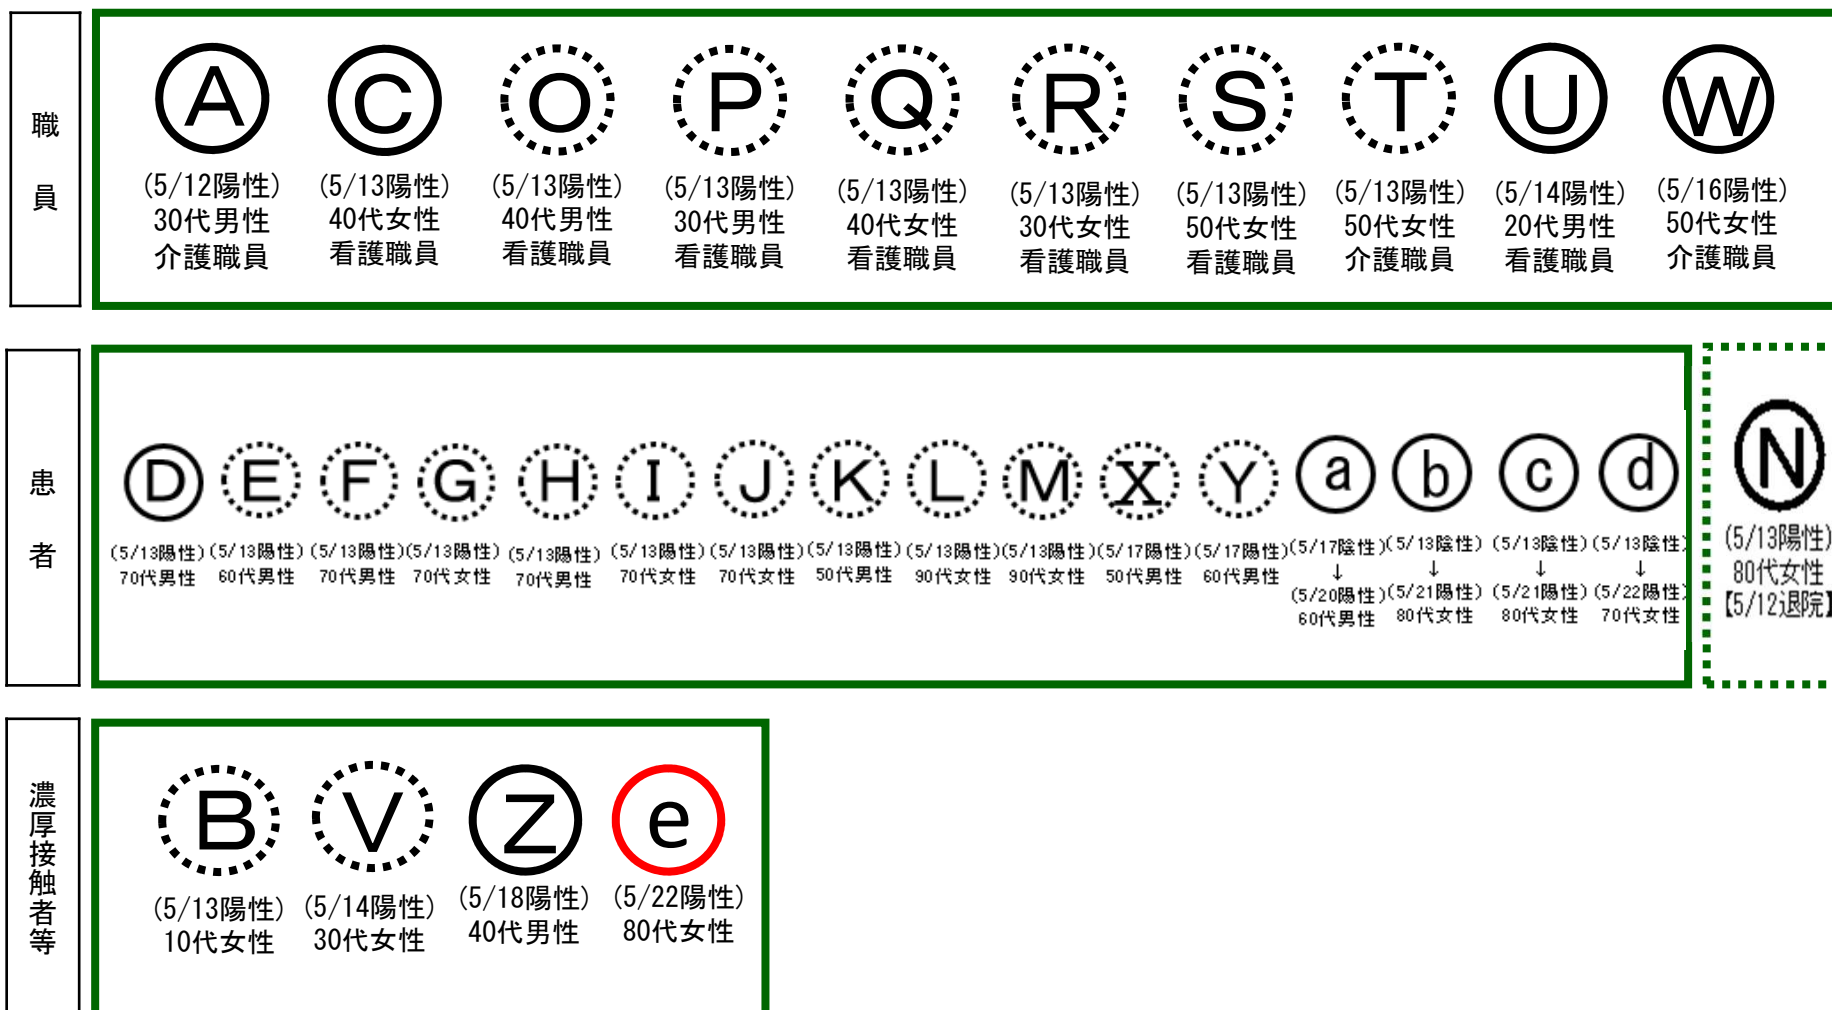 職員
A C O P Q R S T U W
(5/12陽性) (5/13陽性) (5/13陽性) (5/13陽性) (5/13陽性) (5/13陽性) (5/13陽性) (5/13陽性) (5/14陽性) (5/16陽性)
30代男性 40代女性 40代男性 30代男性 40代女性 30代女性 50代女性 50代女性 20代男性 50代女性
介護職員 看護職員 看護職員 看護職員 看護職員 看護職員 看護職員 介護職員 看護職員 介護職員
患者
D E F G H I J K L M X Y a b c d N
(5/13陽性) (5/13陽性) (5/13陽性) (5/13陽性) (5/13陽性) (5/13陽性) (5/13陽性) (5/13陽性) (5/13陽性) (5/13陽性) (5/17陽性) (5/17陽性) (5/17陰性) (5/13陰性) (5/13陰性) (5/13陰性) (5/13陽性)
70代男性 60代男性 70代男性 70代女性 70代男性 70代女性 70代女性 50代男性 90代女性 90代女性 50代男性 60代男性 ↓ ↓ ↓ ↓ 80代女性
(5/20陽性) (5/21陽性) (5/21陽性) (5/22陽性) 【5/12退院】
60代男性 80代女性 80代女性 70代女性
濃厚接触者等
B V Z e
(5/13陽性) (5/14陽性) (5/18陽性) (5/22陽性)
10代女性 30代女性 40代男性 80代女性